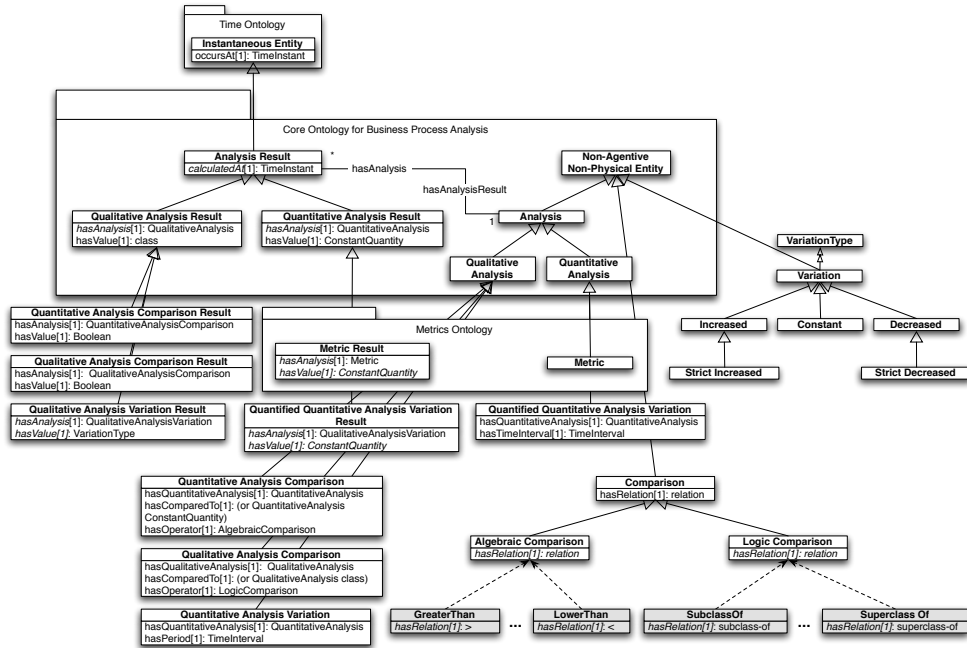 Time Ontology
Instantaneous Entity
occursAt[1]: TimeInstant
Core Ontology for Business Process Analysis
Analysis Result
calculatedAt[1]: TimeInstant
*
hasAnalysis
hasAnalysisResult
1
Non-Agentive
Non-Physical Entity
Qualitative Analysis Result
hasAnalysis[1]: QualitativeAnalysis
hasValue[1]: class
Quantitative Analysis Result
hasAnalysis[1]: QuantitativeAnalysis
hasValue[1]: ConstantQuantity
Analysis
Qualitative
Analysis
Quantitative
Analysis
VariationType
Variation
Increased
Constant
Decreased
Strict Increased
Strict Decreased
Quantitative Analysis Comparison Result
hasAnalysis[1]: QuantitativeAnalysisComparison
hasValue[1]: Boolean
Qualitative Analysis Comparison Result
hasAnalysis[1]: QualitativeAnalysisComparison
hasValue[1]: Boolean
Qualitative Analysis Variation Result
hasAnalysis[1]: QualitativeAnalysisVariation
hasValue[1]: VariationType
Metrics Ontology
Metric Result
hasAnalysis[1]: Metric
hasValue[1]: ConstantQuantity
Metric
Quantified Quantitative Analysis Variation
Result
hasAnalysis[1]: QualitativeAnalysisVariation
hasValue[1]: ConstantQuantity
Quantified Quantitative Analysis Variation
hasQuantitativeAnalysis[1]: QuantitativeAnalysis
hasTimeInterval[1]: TimeInterval
Quantitative Analysis Comparison
hasQuantitativeAnalysis[1]: QuantitativeAnalysis
hasComparedTo[1]: (or QuantitativeAnalysis
ConstantQuantity)
hasOperator[1]: AlgebraicComparison
Qualitative Analysis Comparison
hasQualitativeAnalysis[1]: QualitativeAnalysis
hasComparedTo[1]: (or QualitativeAnalysis class)
hasOperator[1]: LogicComparison
Quantitative Analysis Variation
hasQuantitativeAnalysis[1]: QuantitativeAnalysis
hasPeriod[1]: TimeInterval
Comparison
hasRelation[1]: relation
Algebraic Comparison
hasRelation[1]: relation
Logic Comparison
hasRelation[1]: relation
GreaterThan
hasRelation[1]: >
...
LowerThan
hasRelation[1]: <
SubclassOf
hasRelation[1]: subclass-of
...
Superclass Of
hasRelation[1]: superclass-of